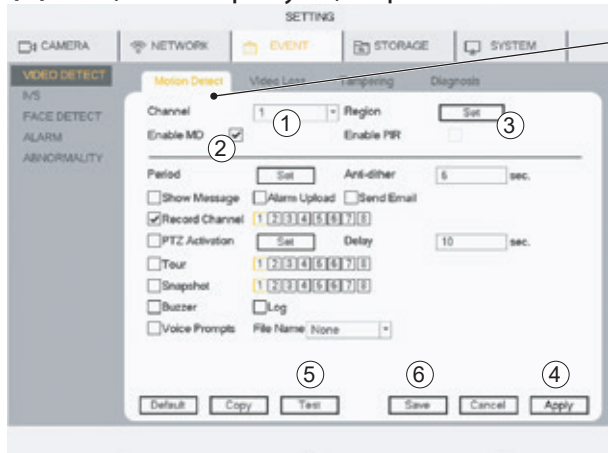 SETTING
CAMERA NETWORK EVENT STORAGE SYSTEM
VIDEO DETECT Motion Detect Video Loss Tampering Diagnosis
IVS
FACE DETECT
ALARM
ABNORMALITY
Channel 1 ① Region Set ③
Enable MD ② Enable PIR
Period Set Anti-dither 5 sec.
Show Message Alarm Upload Send Email
Record Channel 1 2 3 4 5 6 7 8
PTZ Activation Set Delay 10 sec.
Tour 1 2 3 4 5 6 7 8
Snapshot 1 2 3 4 5 6 7 8
Buzzer Log
Voice Prompts File Name None
⑤ ⑥ ④
Default Copy Test Save Cancel Apply